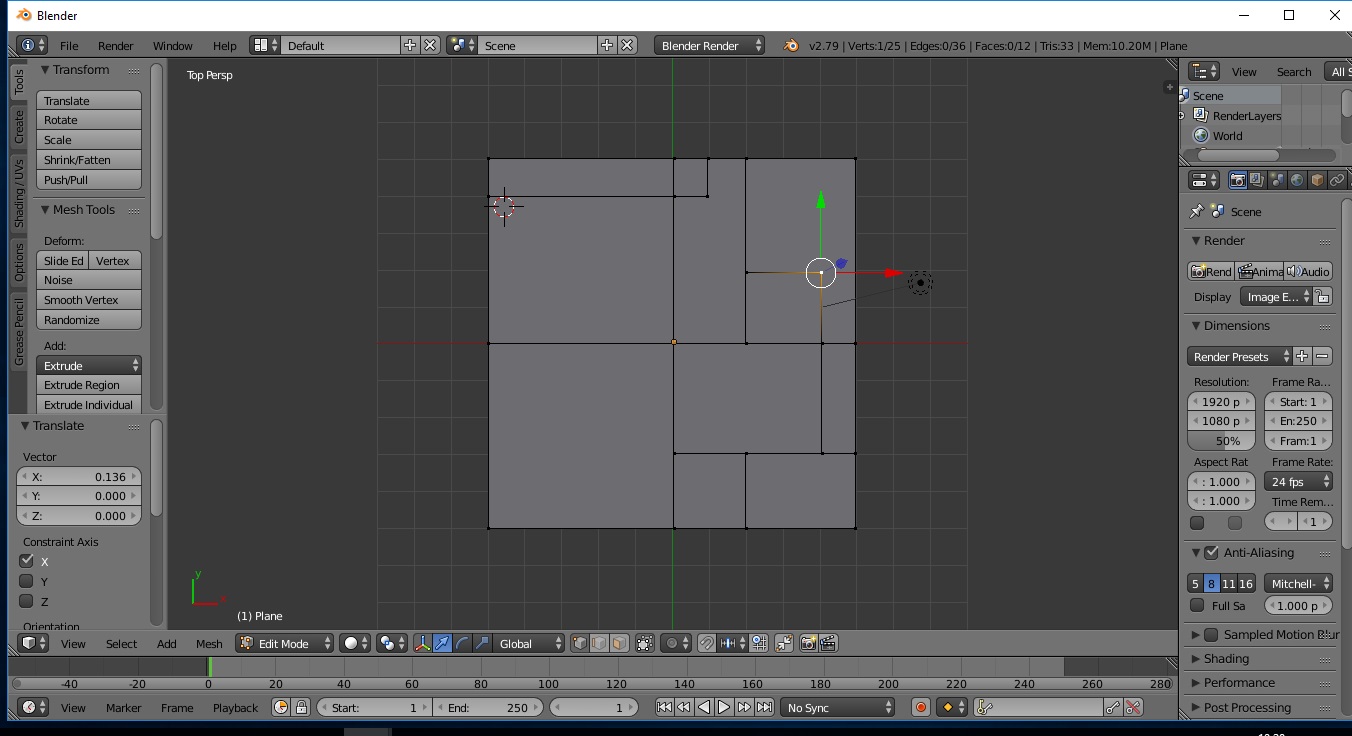 Blender
File Render Window Help Default Scene Blender Render v2.79 | Verts:1/25 | Edges:0/36 | Faces:0/12 | Tris:33 | Mem:10.20M | Plane
Tools
Create
Shading / UVs
Options
Grease Pencil
Transform
Translate
Rotate
Scale
Shrink/Fatten
Push/Pull
Mesh Tools
Deform:
Slide Ed Vertex
Noise
Smooth Vertex
Randomize
Add:
Extrude
Extrude Region
Extrude Individual
Translate
Vector
X: 0.136
Y: 0.000
Z: 0.000
Constraint Axis
X
Y
Z
Orientation
Top Persp
y
x
(1) Plane
View Select Add Mesh Edit Mode Global
-40 -20 0 20 40 60 80 100 120 140 160 180 200 220 240 260 280
View Marker Frame Playback Start: 1 End: 250 1 No Sync
View Search All S
Scene
RenderLayers
World
Scene
Render
Rend Anima Audio
Display Image E...
Dimensions
Render Presets
Resolution: Frame Ra...
1920 p Start: 1
1080 p En:250
50% Fram:1
Aspect Rat Frame Rate:
: 1.000 24 fps
: 1.000 Time Rem...
1
Anti-Aliasing
5 8 11 16 Mitchell-
Full Sa 1.000 p
Sampled Motion Blur
Shading
Performance
Post Processing